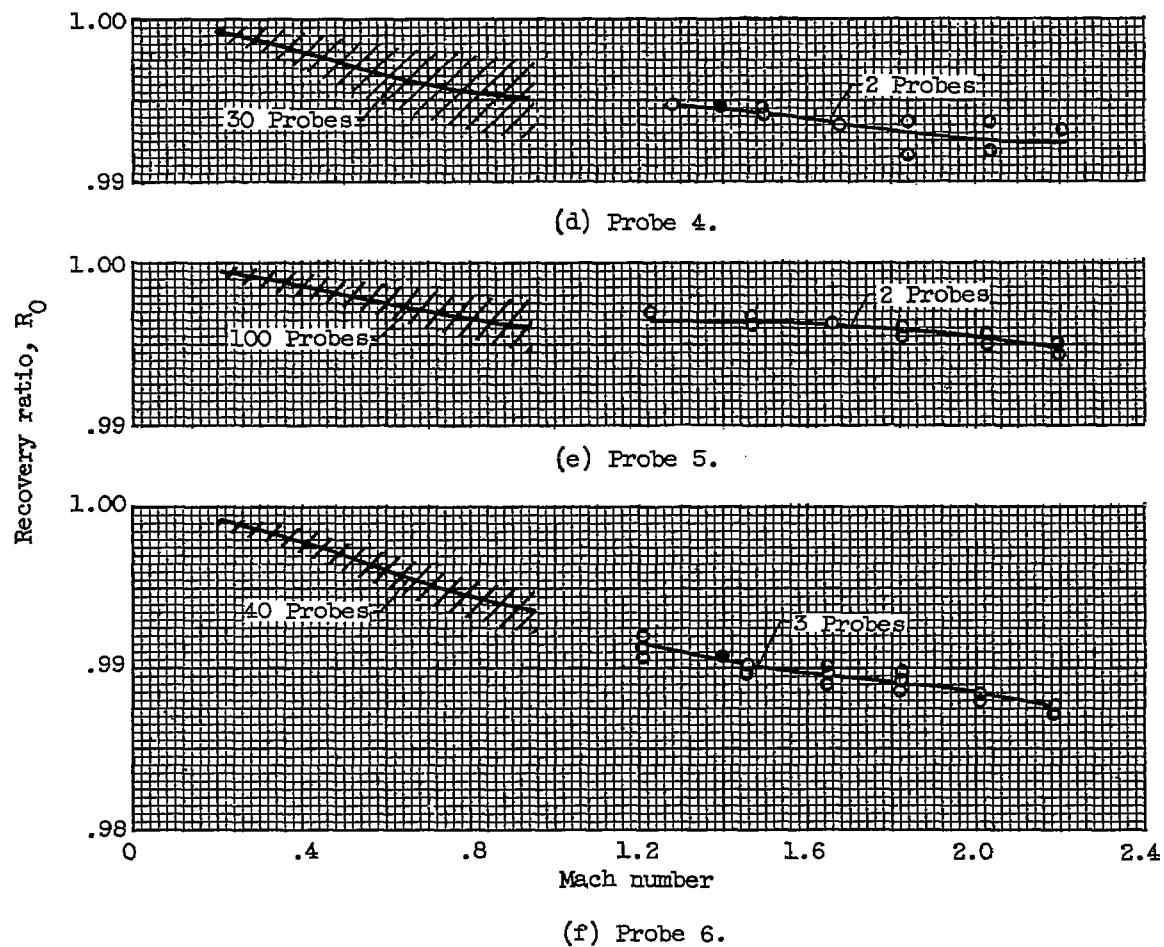 1.00
30 Probes
2 Probes
.99
(d) Probe 4.
1.00
100 Probes
2 Probes
.99
(e) Probe 5.
Recovery ratio, R0
1.00
40 Probes
3 Probes
.99
.98
0 .4 .8 1.2 1.6 2.0 2.4
Mach number
(f) Probe 6.